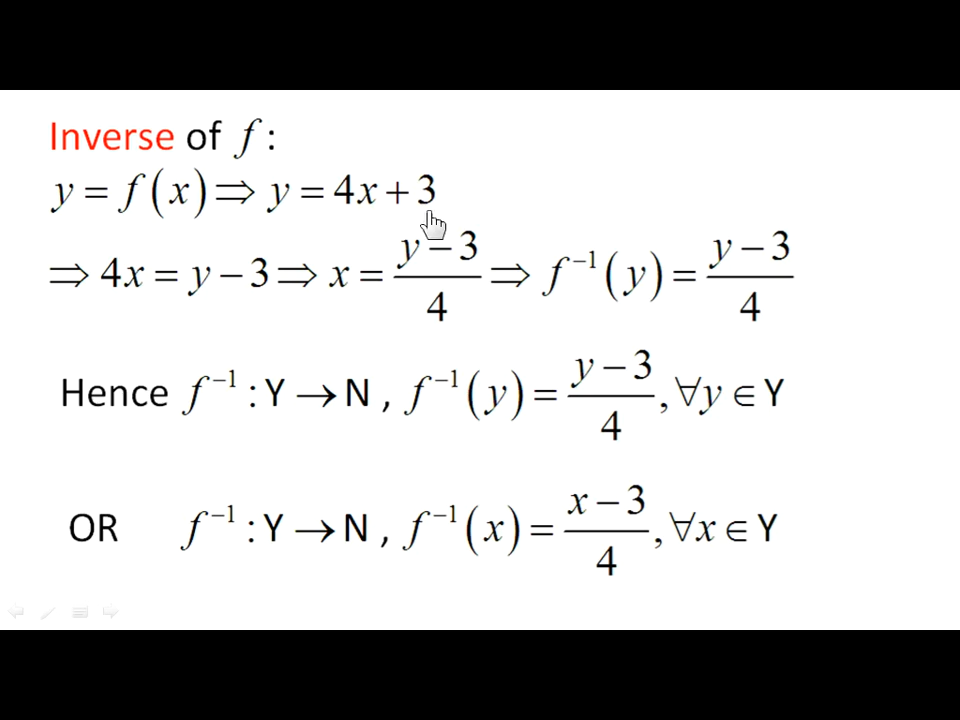 Inverse of f :
y = f(x) ⇒ y = 4x + 3
⇒ 4x = y − 3 ⇒ x = (y − 3)/4 ⇒ f⁻¹(y) = (y − 3)/4
Hence f⁻¹ : Y → N , f⁻¹(y) = (y − 3)/4 , ∀y ∈ Y
OR f⁻¹ : Y → N , f⁻¹(x) = (x − 3)/4 , ∀x ∈ Y